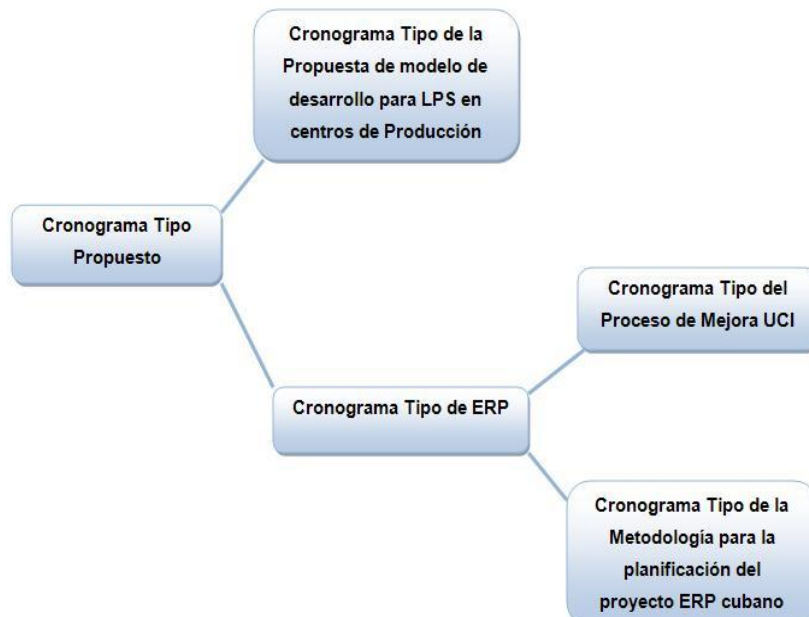 Cronograma Tipo de la
Propuesta de modelo de
desarrollo para LPS en
centros de Producción
Cronograma Tipo
Propuesto
Cronograma Tipo del
Proceso de Mejora UCI
Cronograma Tipo de ERP
Cronograma Tipo de la
Metodología para la
planificación del
proyecto ERP cubano